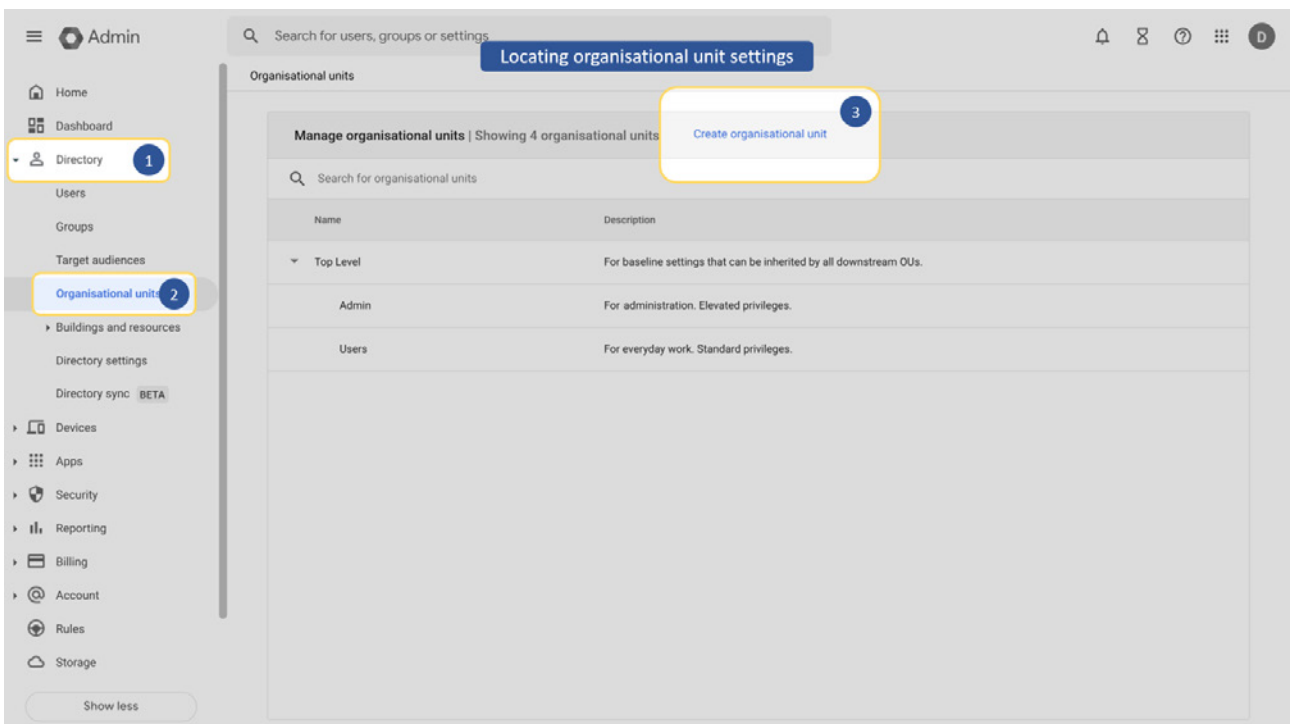 Admin
Search for users, groups or settings
Locating organisational unit settings
D
Organisational units
Home
Dashboard
Directory
1
Users
Groups
Target audiences
Organisational units
2
Buildings and resources
Directory settings
Directory sync BETA
Devices
Apps
Security
Reporting
Billing
Account
Rules
Storage
Show less
Manage organisational units | Showing 4 organisational units
Create organisational unit
3
Search for organisational units
Name Description
Top Level For baseline settings that can be inherited by all downstream OUs.
Admin For administration. Elevated privileges.
Users For everyday work. Standard privileges.